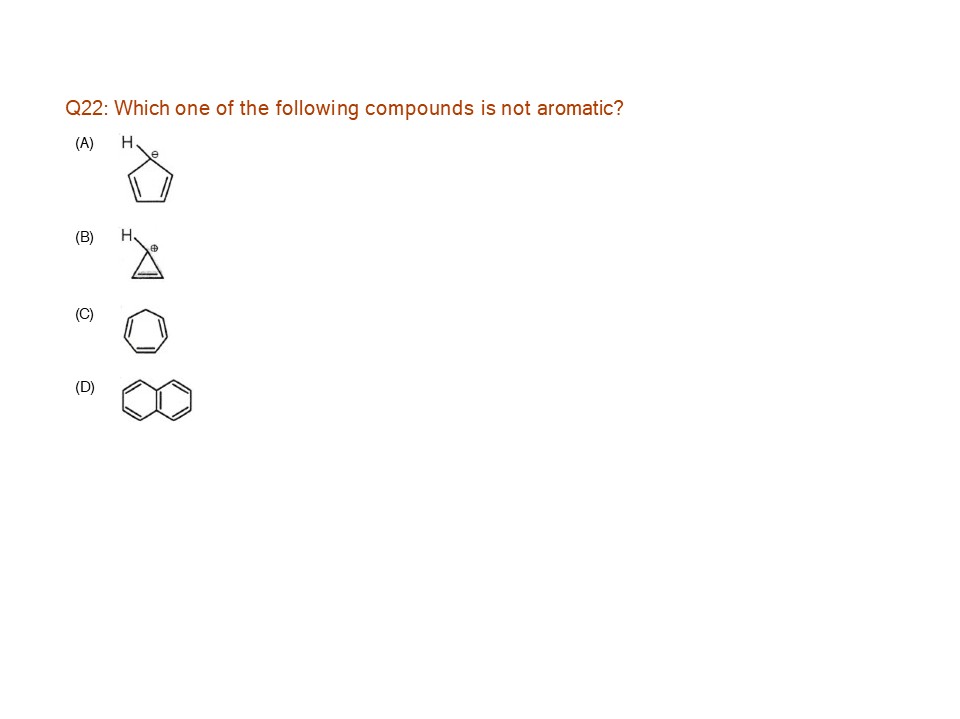 Q22: Which one of the following compounds is not aromatic?
(A) H ⊖
(B) H ⊕
(C)
(D)